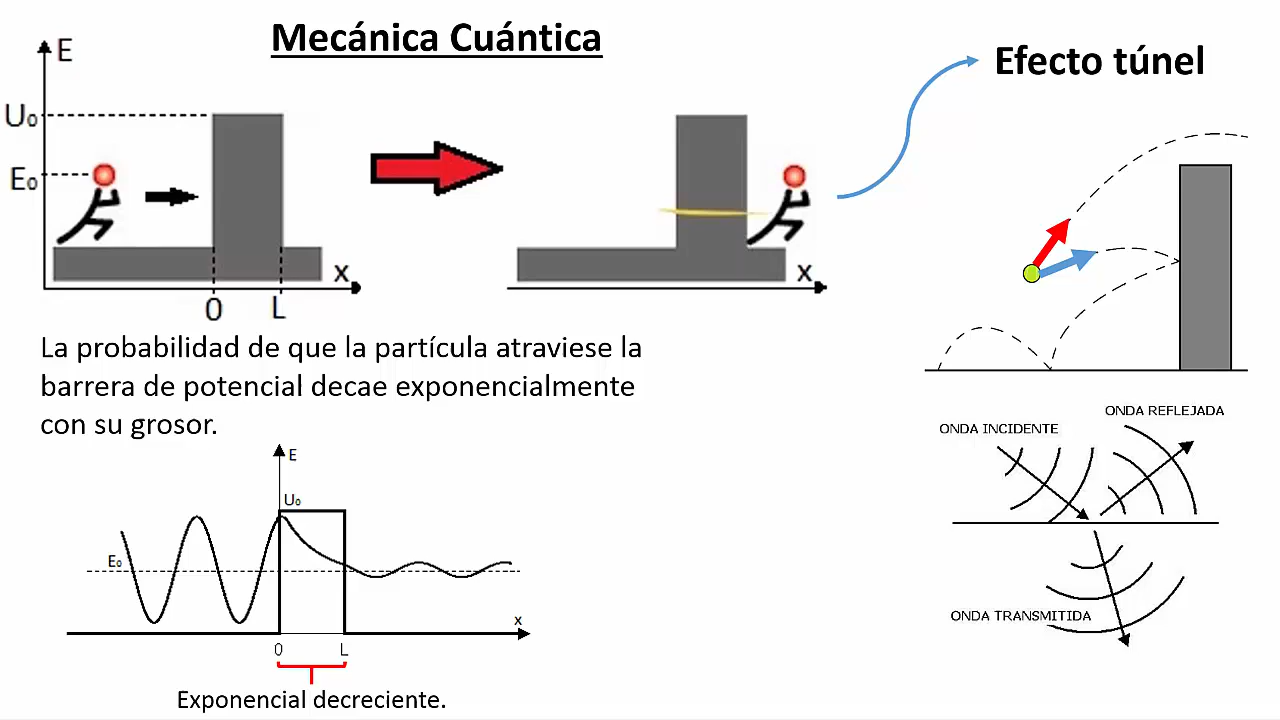 Mecánica Cuántica
Efecto túnel
E
U₀
E₀
x
0
L
x
La probabilidad de que la partícula atraviese la
barrera de potencial decae exponencialmente
con su grosor.
E
U₀
E₀
x
0
L
Exponencial decreciente.
ONDA REFLEJADA
ONDA INCIDENTE
ONDA TRANSMITIDA